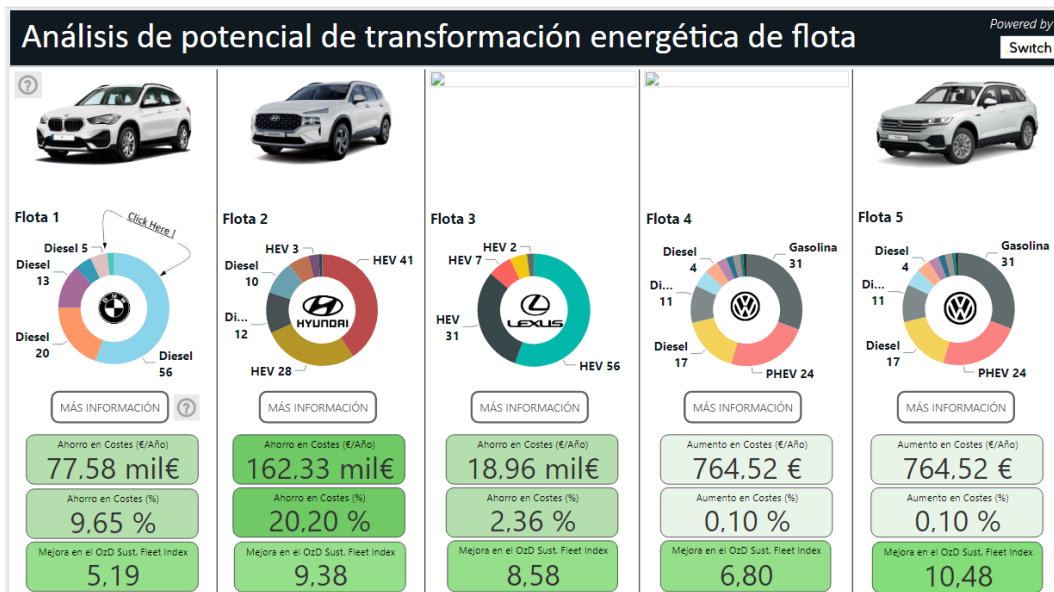 Análisis de potencial de transformación energética de flota
Powered by
Switch
?
Flota 1
Click Here !
Diesel 5
Diesel
13
Diesel
20
Diesel
56
MÁS INFORMACIÓN
?
Ahorro en Costes (€/Año)
77,58 mil€
Ahorro en Costes (%)
9,65 %
Mejora en el OzD Sust. Fleet Index
5,19
Flota 2
HEV 3
HEV 41
Diesel
10
Di...
12
HEV 28
HYUNDAI
MÁS INFORMACIÓN
Ahorro en Costes (€/Año)
162,33 mil€
Ahorro en Costes (%)
20,20 %
Mejora en el OzD Sust. Fleet Index
9,38
Flota 3
HEV 2
HEV 7
HEV
31
HEV 56
LEXUS
MÁS INFORMACIÓN
Ahorro en Costes (€/Año)
18,96 mil€
Ahorro en Costes (%)
2,36 %
Mejora en el OzD Sust. Fleet Index
8,58
Flota 4
Diesel
4
Gasolina
31
Di...
11
Diesel
17
PHEV 24
MÁS INFORMACIÓN
Aumento en Costes (€/Año)
764,52 €
Aumento en Costes (%)
0,10 %
Mejora en el OzD Sust. Fleet Index
6,80
Flota 5
Diesel
4
Gasolina
31
Di...
11
Diesel
17
PHEV 24
MÁS INFORMACIÓN
Aumento en Costes (€/Año)
764,52 €
Aumento en Costes (%)
0,10 %
Mejora en el OzD Sust. Fleet Index
10,48